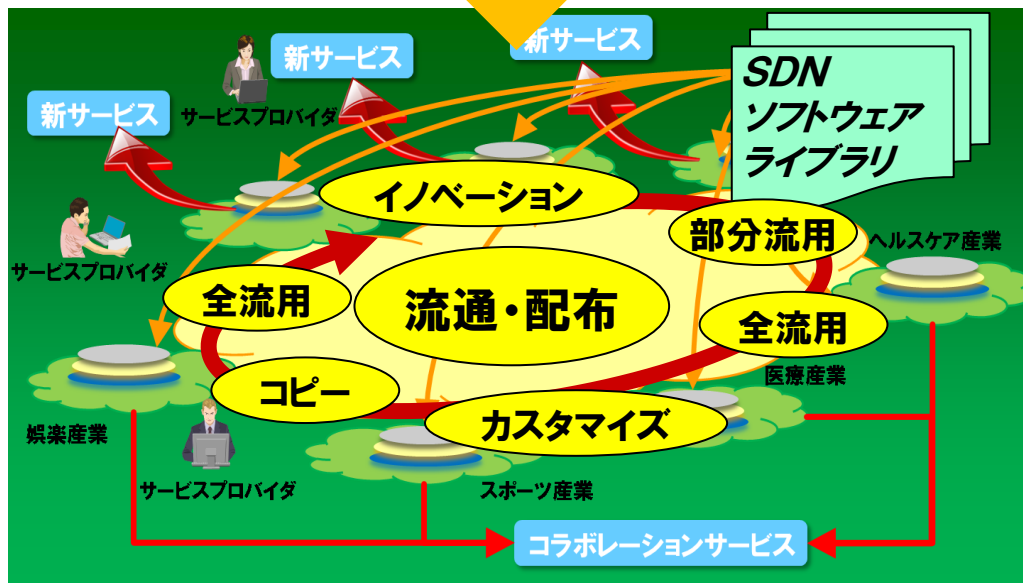 新サービス
新サービス
新サービス
サービスプロバイダ
SDN
ソフトウェア
ライブラリ
イノベーション
部分流用
ヘルスケア産業
サービスプロバイダ
全流用
流通・配布
全流用
医療産業
コピー
カスタマイズ
娯楽産業
サービスプロバイダ
スポーツ産業
コラボレーションサービス